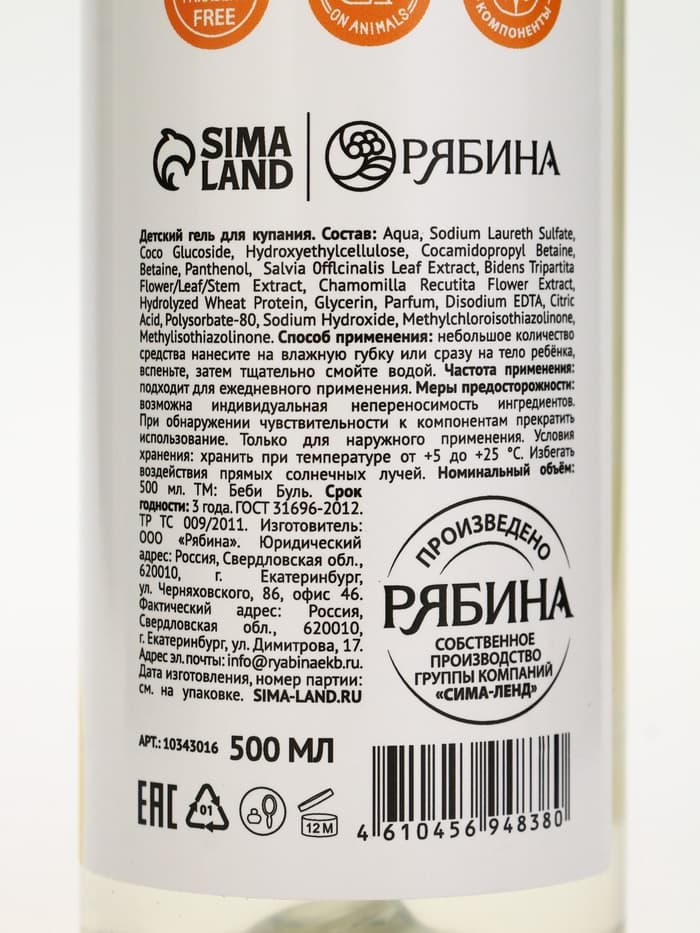 FREE
ON ANIMALS
КОМПОНЕНТЫ
SIMA
LAND
РЯБИНА
Детский гель для купания. Состав: Aqua, Sodium Laureth Sulfate,
Coco Glucoside, Hydroxyethylcellulose, Cocamidopropyl Betaine,
Betaine, Panthenol, Salvia Offlcinalis Leaf Extract, Bidens Tripartita
Flower/Leaf/Stem Extract, Chamomilla Recutita Flower Extract,
Hydrolyzed Wheat Protein, Glycerin, Parfum, Disodium EDTA, Citric
Acid, Polysorbate-80, Sodium Hydroxide, Methylchloroisothiazolinone,
Methylisothiazolinone. Способ применения: небольшое количество
средства нанесите на влажную губку или сразу на тело ребёнка,
вспеньте, затем тщательно смойте водой. Частота применения:
подходит для ежедневного применения. Меры предосторожности:
возможна индивидуальная непереносимость ингредиентов.
При обнаружении чувствительности к компонентам прекратить
использование. Только для наружного применения. Условия
хранения: хранить при температуре от +5 до +25 °С. Избегать
воздействия прямых солнечных лучей. Номинальный объём:
500 мл. ТМ: Беби Буль. Срок
годности: 3 года. ГОСТ 31696-2012.
ТР ТС 009/2011. Изготовитель:
ООО «Рябина». Юридический
адрес: Россия, Свердловская обл.,
620010, г. Екатеринбург,
ул. Черняховского, 86, офис 46.
Фактический адрес: Россия,
Свердловская обл., 620010,
г. Екатеринбург, ул. Димитрова, 17.
Адрес эл. почты: info@ryabinaekb.ru.
Дата изготовления, номер партии:
см. на упаковке. SIMA-LAND.RU
ПРОИЗВЕДЕНО
РЯБИНА
СОБСТВЕННОЕ
ПРОИЗВОДСТВО
ГРУППЫ КОМПАНИЙ
«СИМА-ЛЕНД»
АРТ.: 10343016 500 МЛ
EAC 01 12 M
4 610456 948380